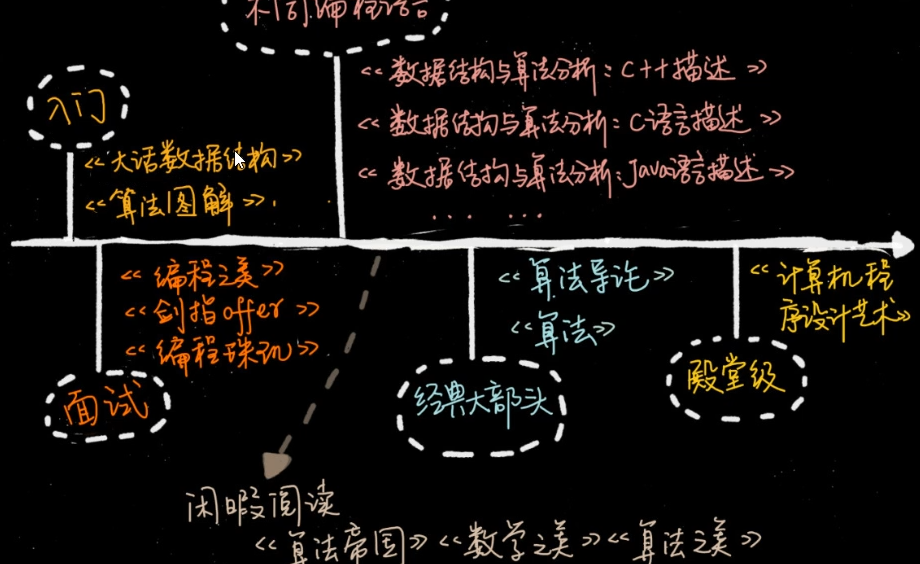 不同编程语言
《数据结构与算法分析:C++描述》
《数据结构与算法分析:C语言描述》
《数据结构与算法分析:Java语言描述》
... ...
入门
《大话数据结构》
《算法图解》.
《编程之美》
《剑指offer》
《编程珠玑》
面试
《算法导论》
《算法》
经典大部头
《计算机程
序设计艺术》
殿堂级
闲暇阅读
《算法帝国》《数学之美》《算法之美》